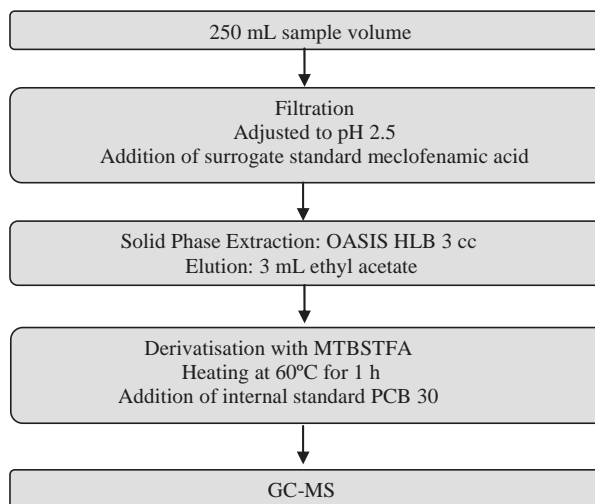 250 mL sample volume
Filtration
Adjusted to pH 2.5
Addition of surrogate standard meclofenamic acid
Solid Phase Extraction: OASIS HLB 3 cc
Elution: 3 mL ethyl acetate
Derivatisation with MTBSTFA
Heating at 60ºC for 1 h
Addition of internal standard PCB 30
GC-MS